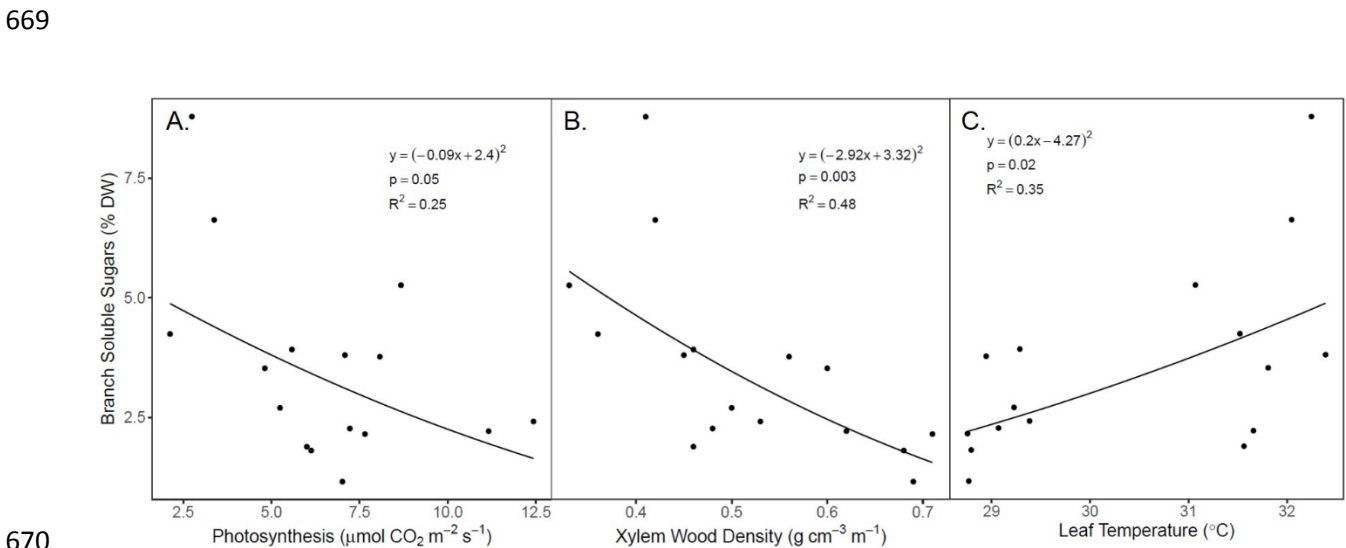 669
A.
y = (−0.09x + 2.4)²
p = 0.05
R² = 0.25
B.
y = (−2.92x + 3.32)²
p = 0.003
R² = 0.48
C.
y = (0.2x − 4.27)²
p = 0.02
R² = 0.35
Branch Soluble Sugars (% DW)
7.5
5.0
2.5
2.5 5.0 7.5 10.0 12.5
0.4 0.5 0.6 0.7
29 30 31 32
Photosynthesis (μmol CO₂ m⁻² s⁻¹)
Xylem Wood Density (g cm⁻³ m⁻¹)
Leaf Temperature (°C)
670